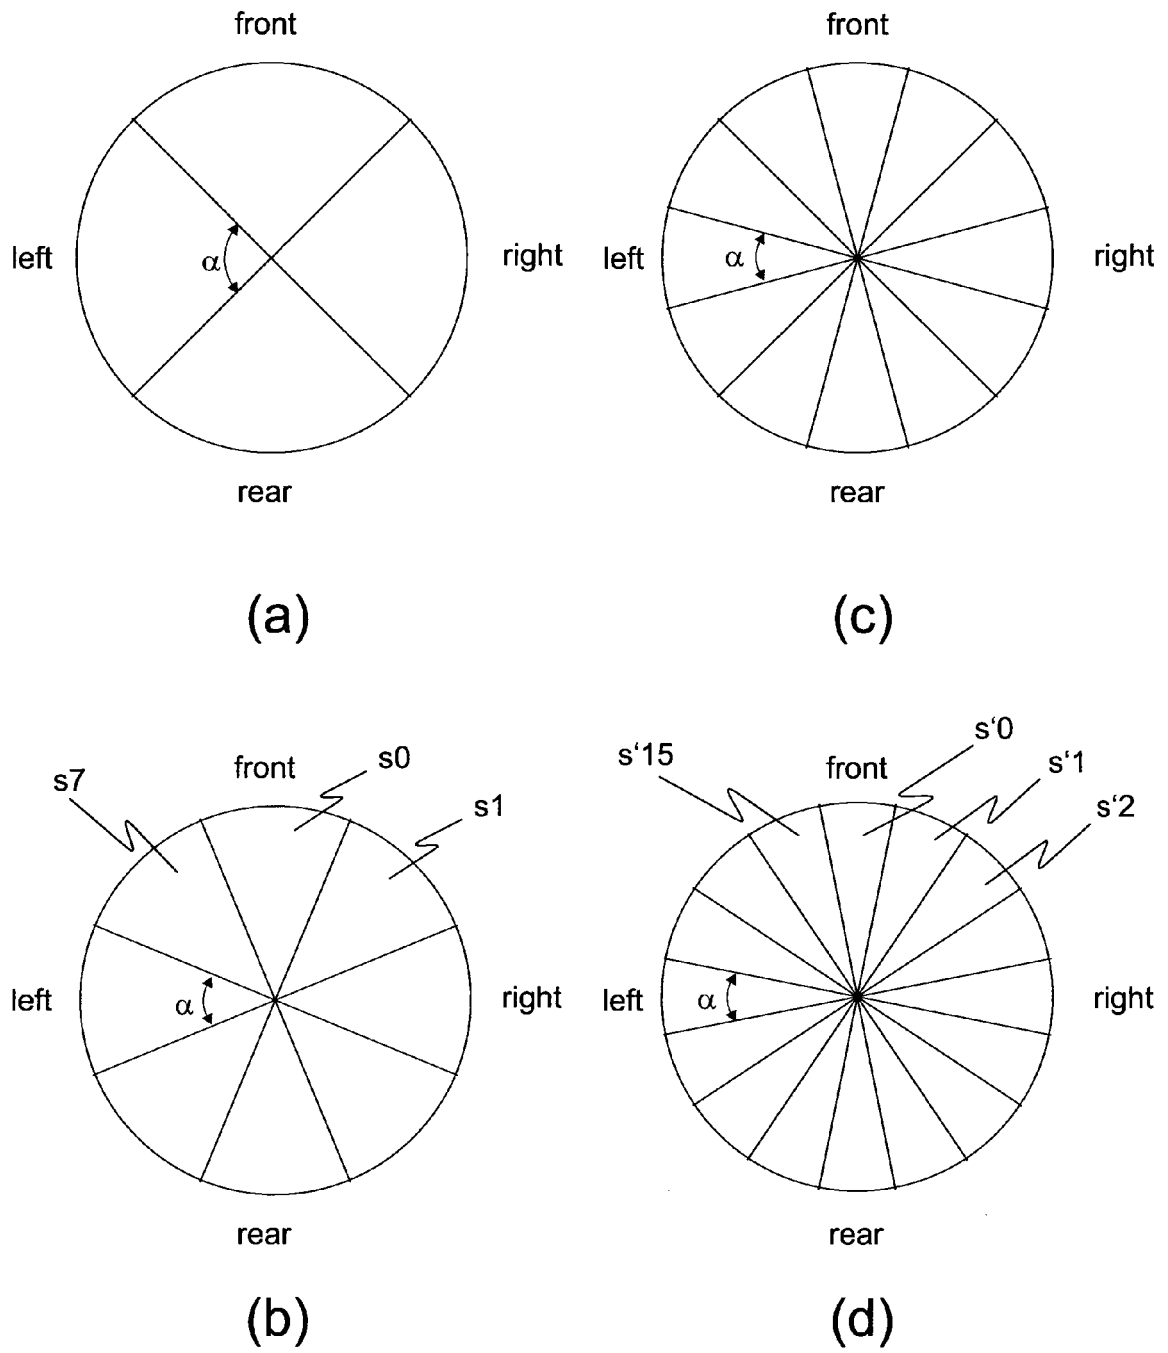 front
left
α
right
rear
(a)
front
left
α
right
rear
(c)
s7
front
s0
s1
left
α
right
rear
(b)
s‘15
front
s‘0
s‘1
s‘2
left
α
right
rear
(d)